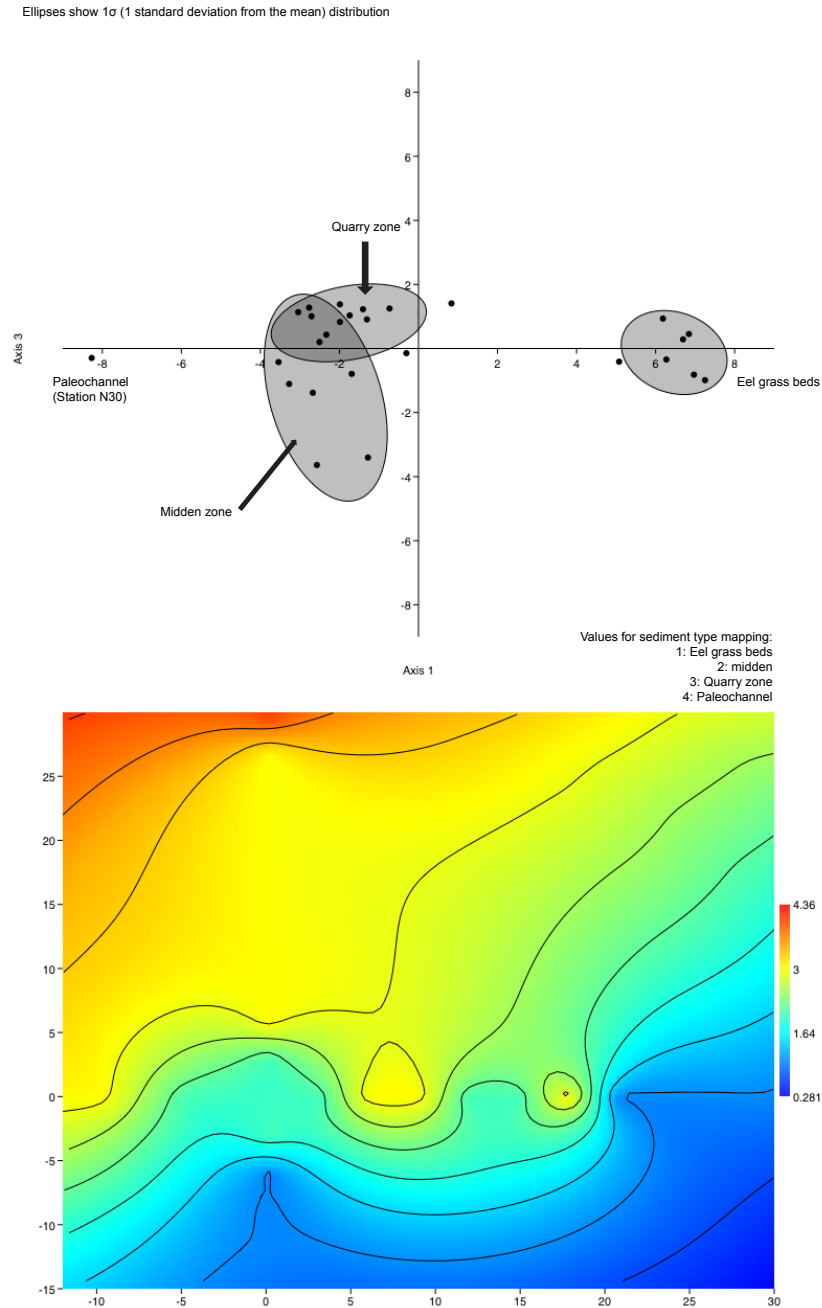 Ellipses show 1σ (1 standard deviation from the mean) distribution
8
6
Quarry zone
4
2
Axis 3
-8
-6
-4
-2
2
4
6
8
Paleochannel
(Station N30)
Eel grass beds
-2
-4
Midden zone
-6
-8
Axis 1
Values for sediment type mapping:
1: Eel grass beds
2: midden
3: Quarry zone
4: Paleochannel
25
20
15
10
5
0
-5
-10
-15
4.36
3
1.64
0.281
-10
-5
0
5
10
15
20
25
30